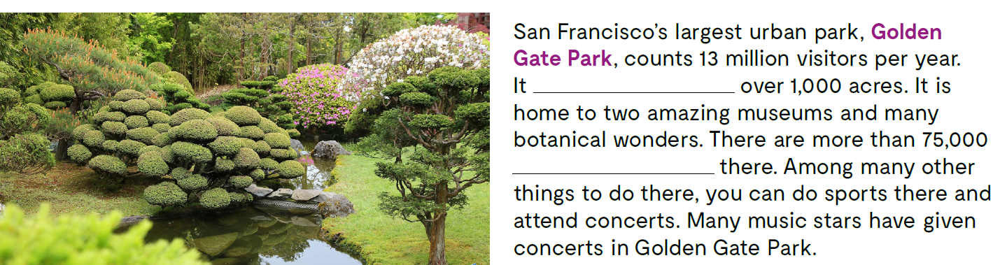 San Francisco’s largest urban park, Golden
Gate Park, counts 13 million visitors per year.
It ____________________ over 1,000 acres. It is
home to two amazing museums and many
botanical wonders. There are more than 75,000
____________________ there. Among many other
things to do there, you can do sports there and
attend concerts. Many music stars have given
concerts in Golden Gate Park.